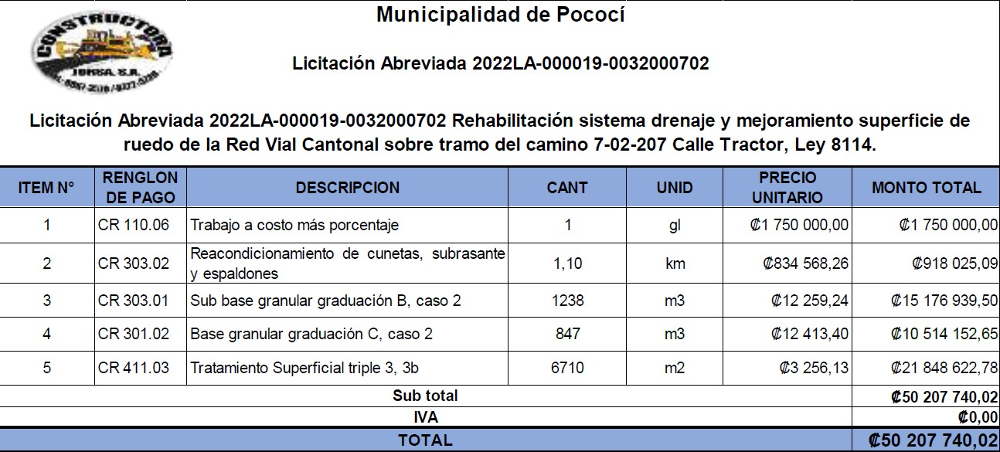 Municipalidad de Pococí
CONSTRUCTORA
Licitación Abreviada 2022LA-000019-0032000702
Licitación Abreviada 2022LA-000019-0032000702 Rehabilitación sistema drenaje y mejoramiento superficie de
ruedo de la Red Vial Cantonal sobre tramo del camino 7-02-207 Calle Tractor, Ley 8114.
ITEM N° RENGLON DE PAGO DESCRIPCION CANT UNID PRECIO UNITARIO MONTO TOTAL
1 CR 110.06 Trabajo a costo más porcentaje 1 gl ₡1 750 000,00 ₡1 750 000,00
2 CR 303.02 Reacondicionamiento de cunetas, subrasante y espaldones 1,10 km ₡834 568,26 ₡918 025,09
3 CR 303.01 Sub base granular graduación B, caso 2 1238 m3 ₡12 259,24 ₡15 176 939,50
4 CR 301.02 Base granular graduación C, caso 2 847 m3 ₡12 413,40 ₡10 514 152,65
5 CR 411.03 Tratamiento Superficial triple 3, 3b 6710 m2 ₡3 256,13 ₡21 848 622,78
Sub total ₡50 207 740,02
IVA ₡0,00
TOTAL ₡50 207 740,02